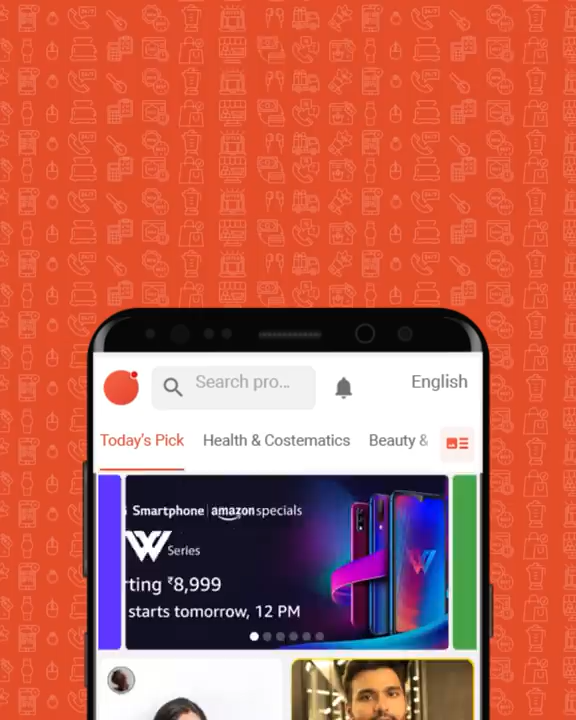 Search pro...
English
Today's Pick
Health & Costematics
Beauty &
Smartphone | amazon specials
W Series
rting ₹8,999
starts tomorrow, 12 PM